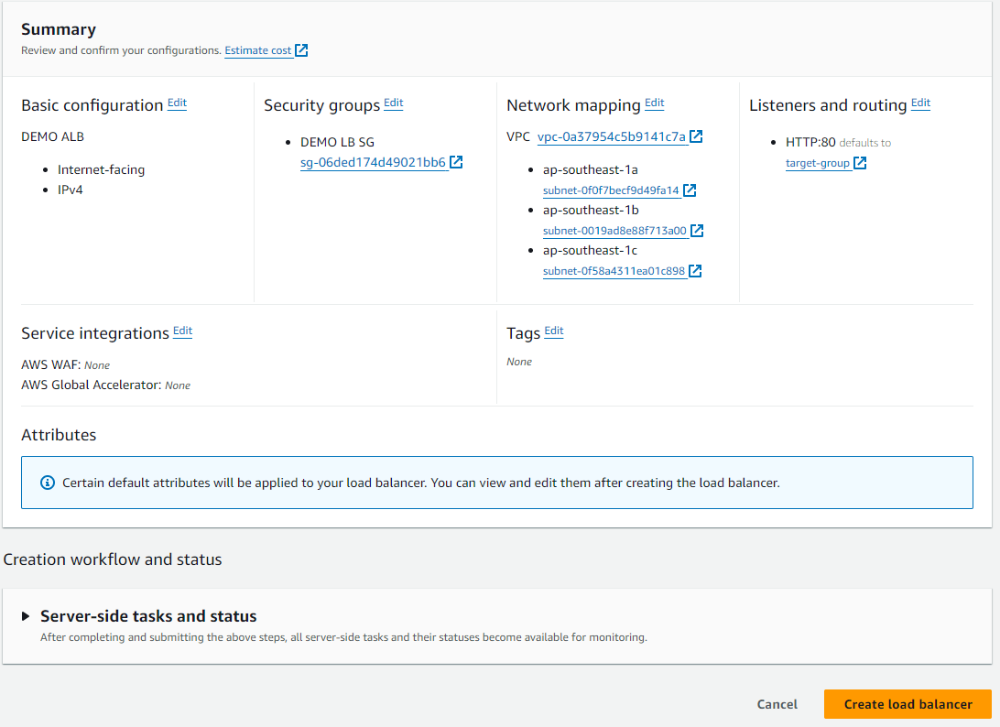 Summary
Review and confirm your configurations. Estimate cost
Basic configuration Edit
DEMO ALB
Internet-facing
IPv4
Security groups Edit
DEMO LB SG
sg-06ded174d49021bb6
Network mapping Edit
VPC vpc-0a37954c5b9141c7a
ap-southeast-1a
subnet-0f0f7becf9d49fa14
ap-southeast-1b
subnet-0019ad8e88f713a00
ap-southeast-1c
subnet-0f58a4311ea01c898
Listeners and routing Edit
HTTP:80 defaults to
target-group
Service integrations Edit
AWS WAF: None
AWS Global Accelerator: None
Tags Edit
None
Attributes
Certain default attributes will be applied to your load balancer. You can view and edit them after creating the load balancer.
Creation workflow and status
Server-side tasks and status
After completing and submitting the above steps, all server-side tasks and their statuses become available for monitoring.
Cancel
Create load balancer